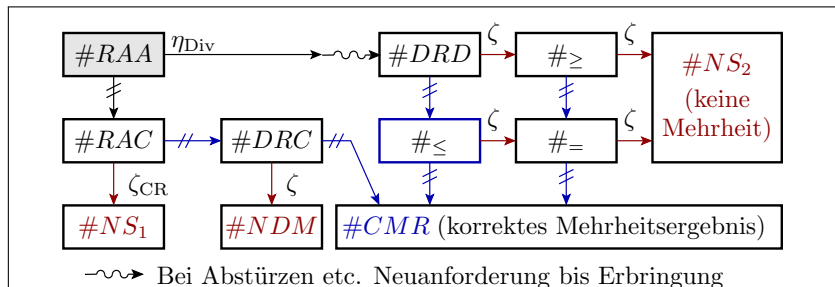 #RAA η_Div #DRD ζ #≥ ζ #NS₂
(keine
Mehrheit)
#RAC #DRC #≤ ζ #= ζ
ζ_CR ζ
#NS₁ #NDM #CMR (korrektes Mehrheitsergebnis)
Bei Abstürzen etc. Neuanforderung bis Erbringung